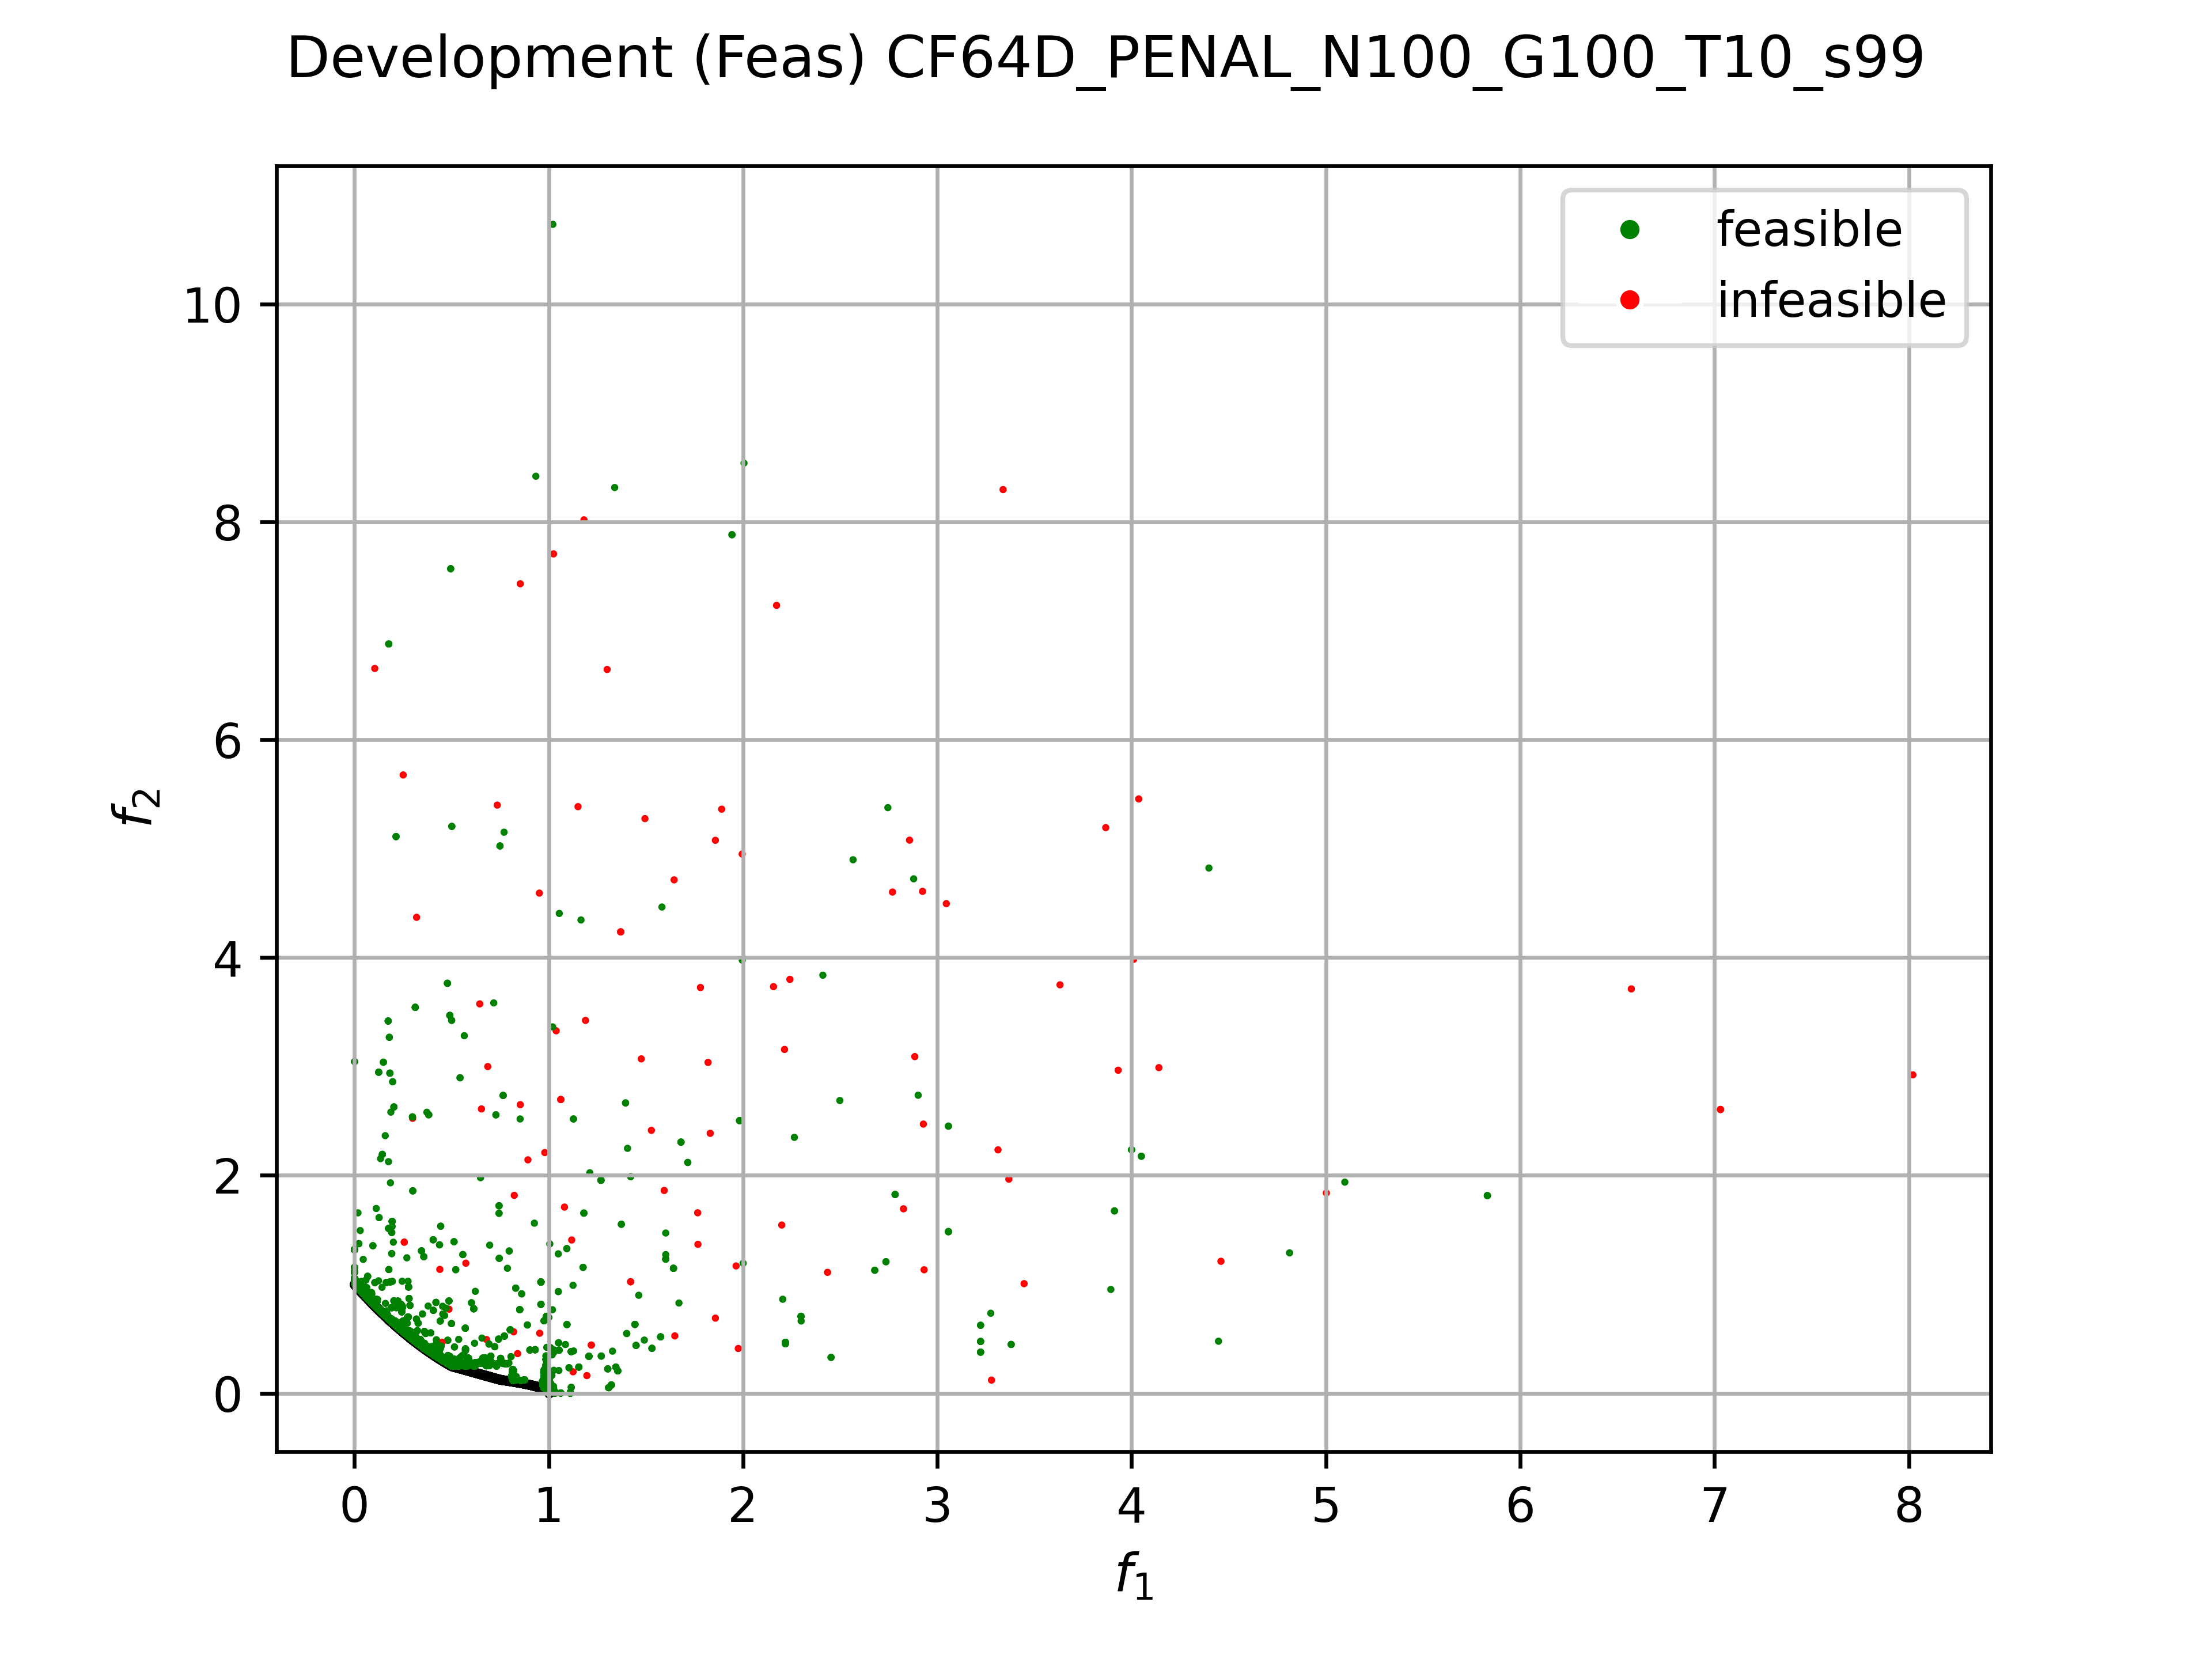 Development (Feas) CF64D_PENAL_N100_G100_T10_s99
feasible
infeasible
10
8
6
4
2
0
f2
0 1 2 3 4 5 6 7 8
f1